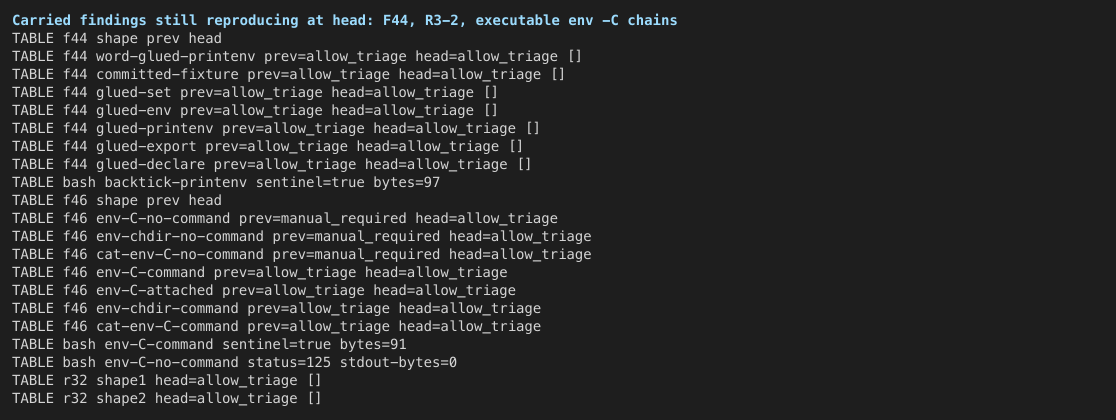 Carried findings still reproducing at head: F44, R3-2, executable env -C chains
TABLE f44 shape prev head
TABLE f44 word-glued-printenv prev=allow_triage head=allow_triage []
TABLE f44 committed-fixture prev=allow_triage head=allow_triage []
TABLE f44 glued-set prev=allow_triage head=allow_triage []
TABLE f44 glued-env prev=allow_triage head=allow_triage []
TABLE f44 glued-printenv prev=allow_triage head=allow_triage []
TABLE f44 glued-export prev=allow_triage head=allow_triage []
TABLE f44 glued-declare prev=allow_triage head=allow_triage []
TABLE bash backtick-printenv sentinel=true bytes=97
TABLE f46 shape prev head
TABLE f46 env-C-no-command prev=manual_required head=allow_triage
TABLE f46 env-chdir-no-command prev=manual_required head=allow_triage
TABLE f46 cat-env-C-no-command prev=manual_required head=allow_triage
TABLE f46 env-C-command prev=allow_triage head=allow_triage
TABLE f46 env-C-attached prev=allow_triage head=allow_triage
TABLE f46 env-chdir-command prev=allow_triage head=allow_triage
TABLE f46 cat-env-C-command prev=allow_triage head=allow_triage
TABLE bash env-C-command sentinel=true bytes=91
TABLE bash env-C-no-command status=125 stdout-bytes=0
TABLE r32 shape1 head=allow_triage []
TABLE r32 shape2 head=allow_triage []